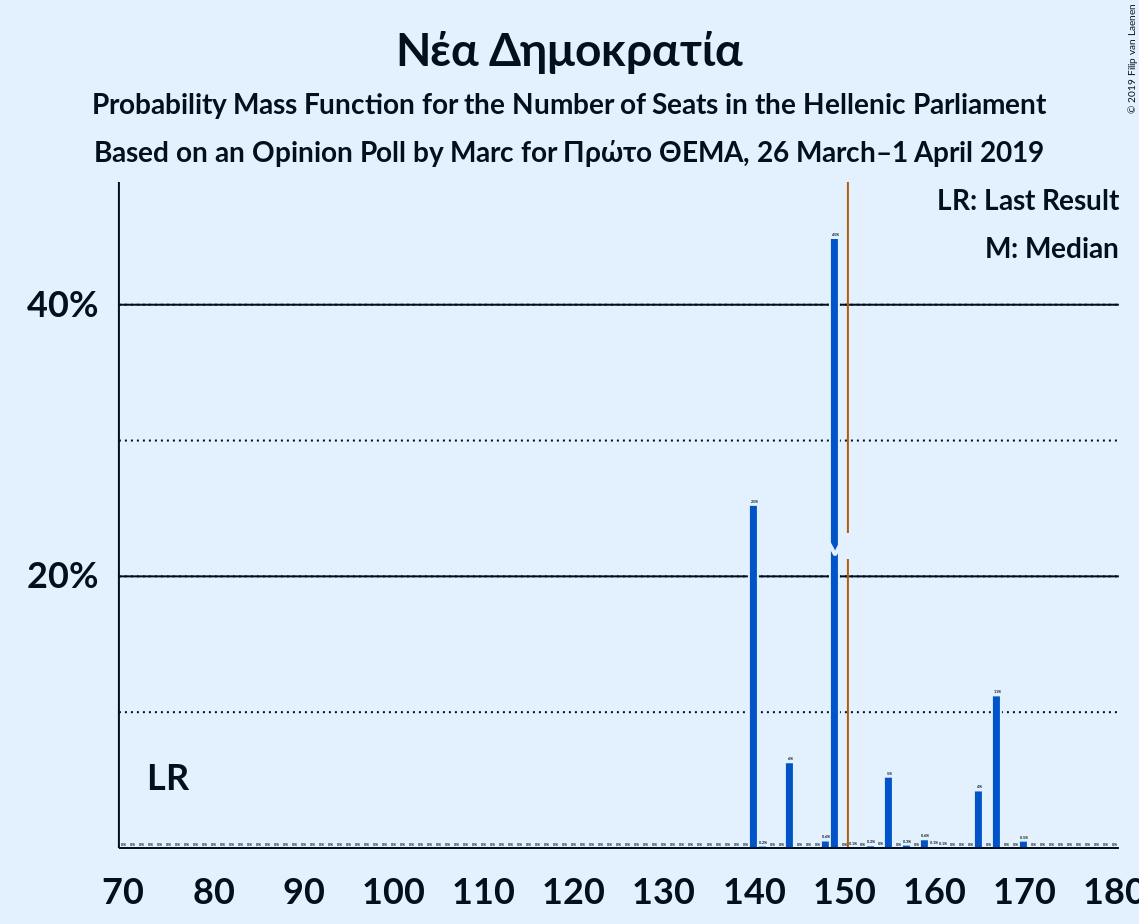 Νέα Δημοκρατία
Probability Mass Function for the Number of Seats in the Hellenic Parliament
Based on an Opinion Poll by Marc for Πρώτο ΘΕΜΑ, 26 March–1 April 2019
© 2019 Filip van Laenen
LR: Last Result
M: Median
40%
20%
LR
70 80 90 100 110 120 130 140 150 160 170 180